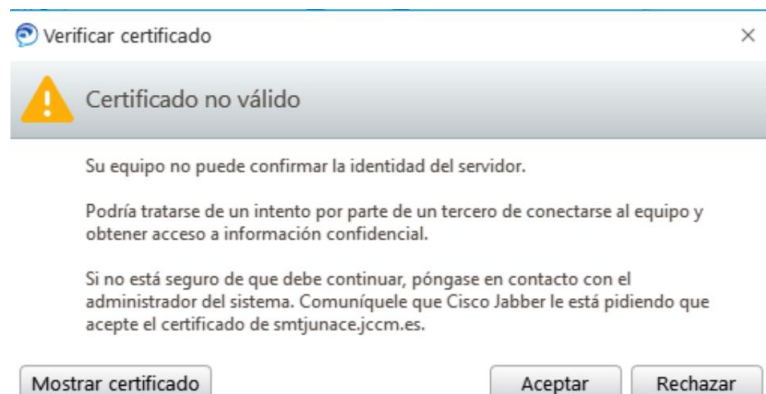 Verificar certificado
Certificado no válido
Su equipo no puede confirmar la identidad del servidor.
Podría tratarse de un intento por parte de un tercero de conectarse al equipo y
obtener acceso a información confidencial.
Si no está seguro de que debe continuar, póngase en contacto con el
administrador del sistema. Comuníquele que Cisco Jabber le está pidiendo que
acepte el certificado de smtjunace.jccm.es.
Mostrar certificado Aceptar Rechazar